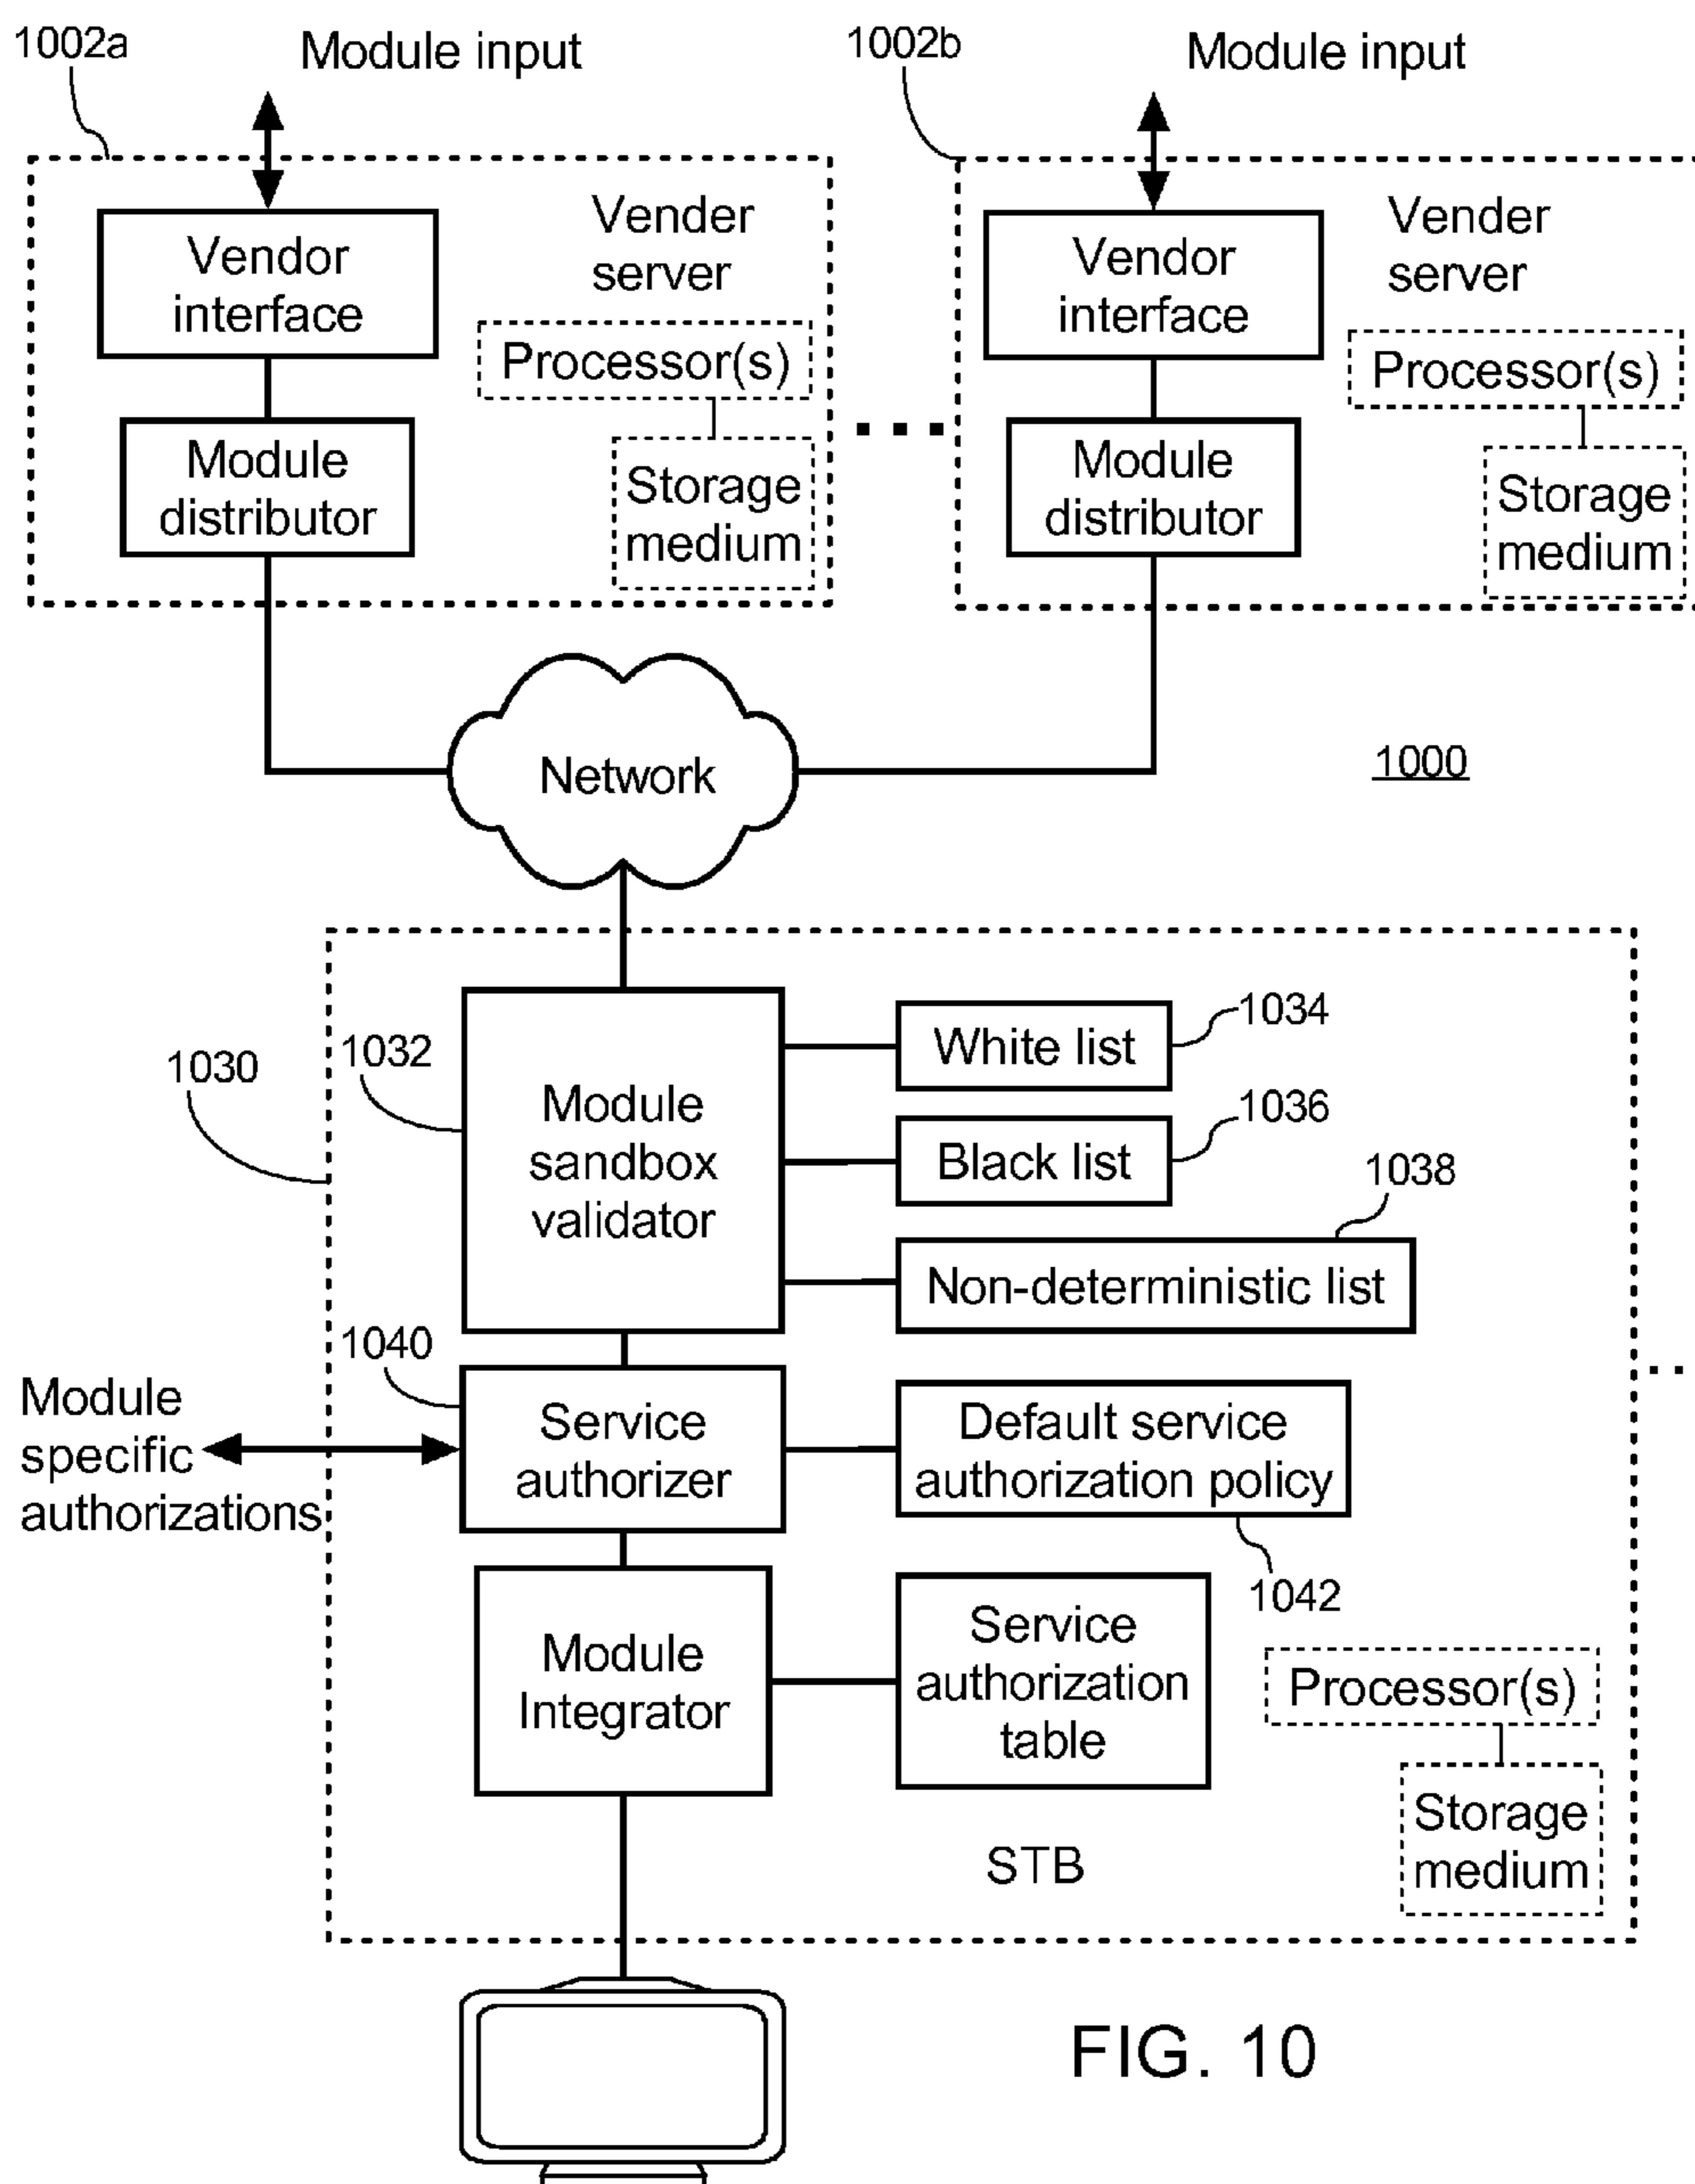 1002a
Module input
1002b
Module input
Vendor
interface
Vender
server
Processor(s)
Module
distributor
Storage
medium
Vendor
interface
Vender
server
Processor(s)
Module
distributor
Storage
medium
Network
1000
1030
1032
Module
sandbox
validator
White list
1034
Black list
1036
1038
Non-deterministic list
1040
Module
specific
authorizations
Service
authorizer
Default service
authorization policy
1042
Module
Integrator
Service
authorization
table
Processor(s)
Storage
medium
STB
FIG. 10